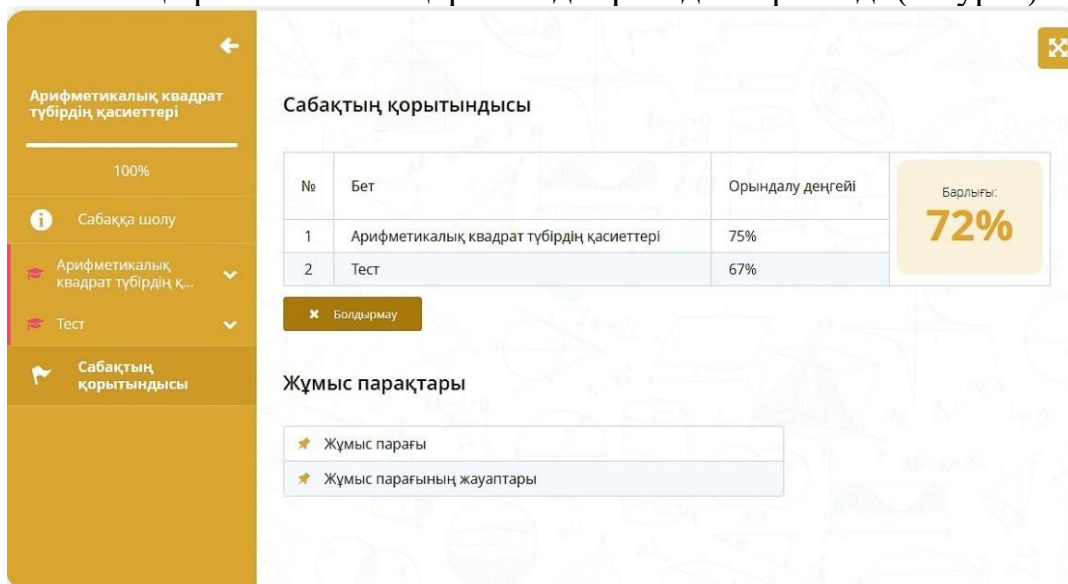 Арифметикалық квадрат
түбірдің қасиеттері
100%
Сабаққа шолу
Арифметикалық
квадрат түбірдің қ...
Тест
Сабақтың
қорытындысы
Сабақтың қорытындысы
№ Бет Орындалу деңгейі
1 Арифметикалық квадрат түбірдің қасиеттері 75%
2 Тест 67%
Барлығы:
72%
Болдырмау
Жұмыс парақтары
Жұмыс парағы
Жұмыс парағының жауаптары